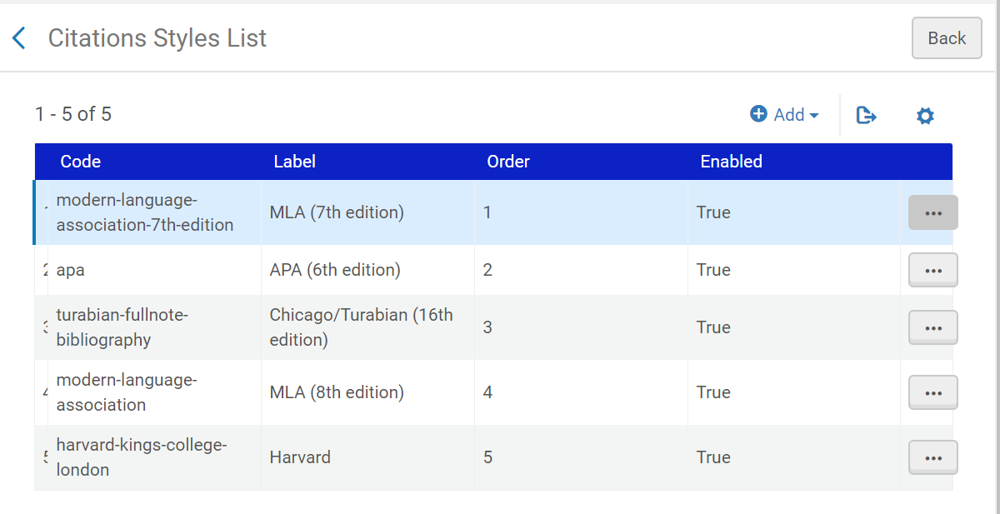 Citations Styles List
Back
1 - 5 of 5
Add
Code Label Order Enabled
modern-language-
association-7th-edition MLA (7th edition) 1 True
2 apa APA (6th edition) 2 True
3 turabian-fullnote-
bibliography Chicago/Turabian (16th
edition) 3 True
4 modern-language-
association MLA (8th edition) 4 True
5 harvard-kings-college-
london Harvard 5 True